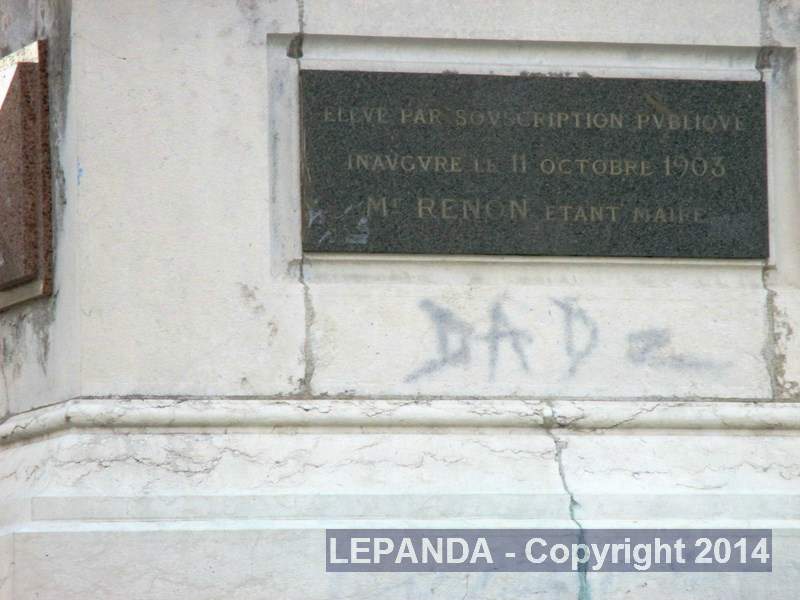 ELEVE PAR SOVSCRIPTION PVBLIQVE
INAVGVRE LE 11 OCTOBRE 1903
Mr RENON ETANT MAIRE
DAD
LEPANDA - Copyright 2014